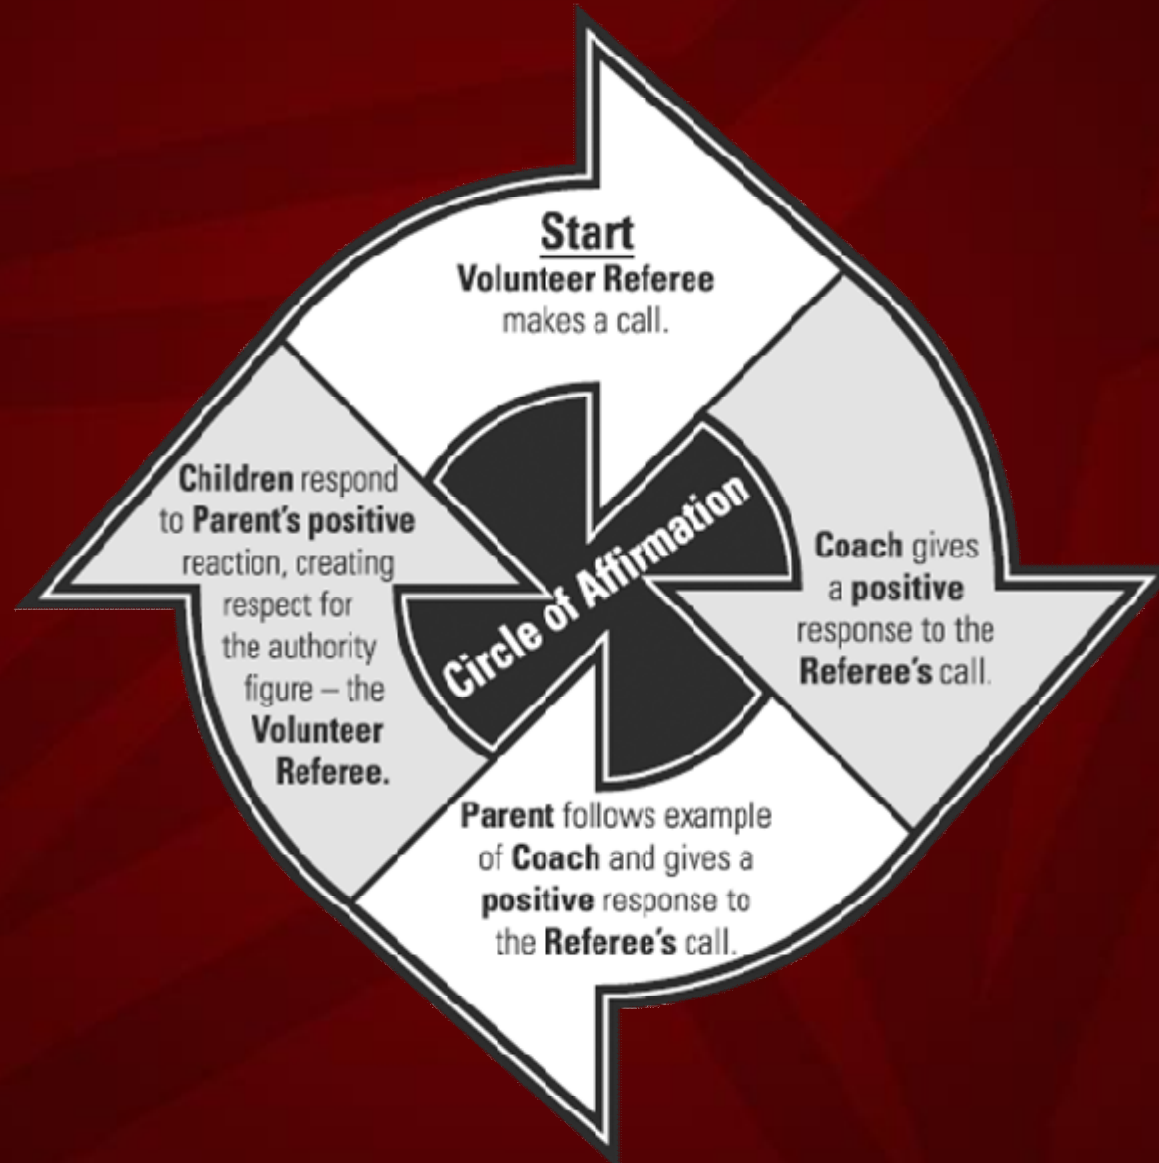 Start
Volunteer Referee
makes a call.
Circle of Affirmation
Coach gives
a positive
response to the
Referee's call.
Parent follows example
of Coach and gives a
positive response to
the Referee's call.
Children respond
to Parent's positive
reaction, creating
respect for
the authority
figure – the
Volunteer
Referee.